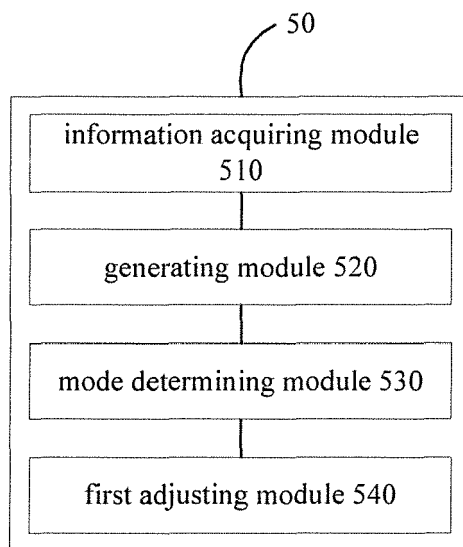 50
information acquiring module
510
generating module 520
mode determining module 530
first adjusting module 540